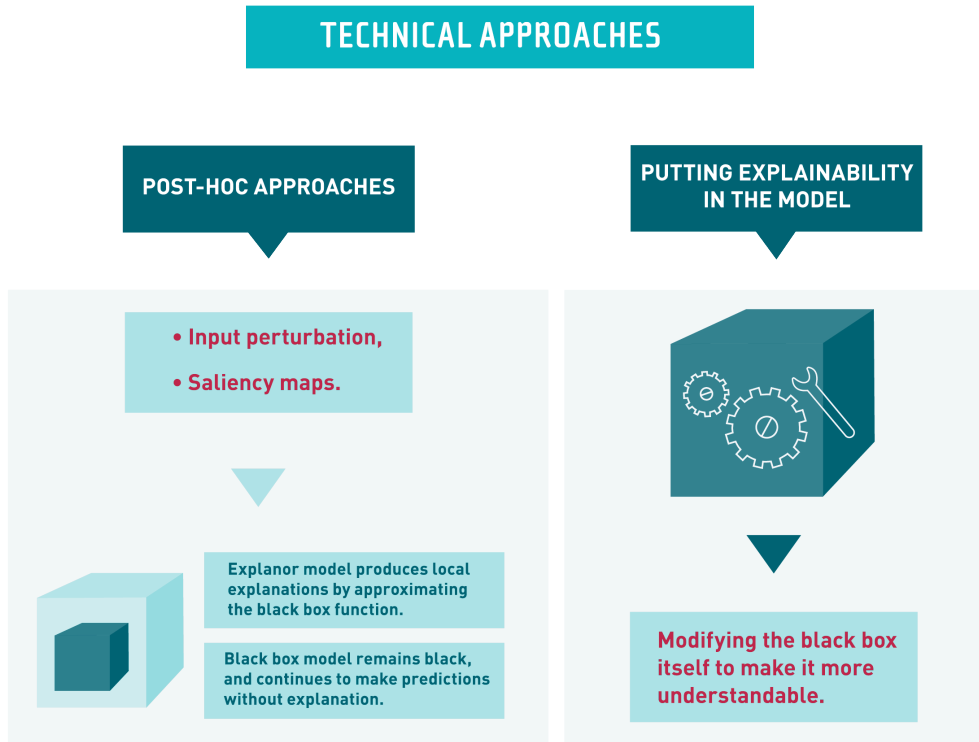 TECHNICAL APPROACHES
POST-HOC APPROACHES
• Input perturbation,
• Saliency maps.
Explanor model produces local
explanations by approximating
the black box function.
Black box model remains black,
and continues to make predictions
without explanation.
PUTTING EXPLAINABILITY
IN THE MODEL
Modifying the black box
itself to make it more
understandable.